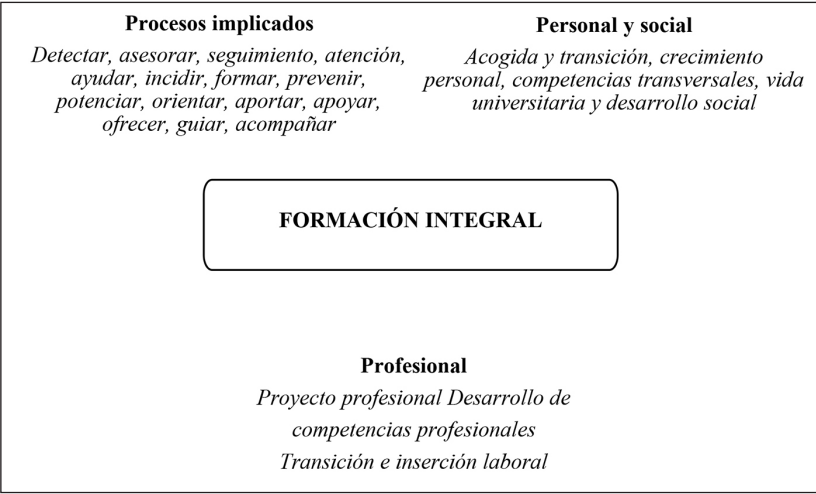 Procesos implicados
Detectar, asesorar, seguimiento, atención,
ayudar, incidir, formar, prevenir,
potenciar, orientar, aportar, apoyar,
ofrecer, guiar, acompañar
Personal y social
Acogida y transición, crecimiento
personal, competencias transversales, vida
universitaria y desarrollo social
FORMACIÓN INTEGRAL
Profesional
Proyecto profesional Desarrollo de
competencias profesionales
Transición e inserción laboral